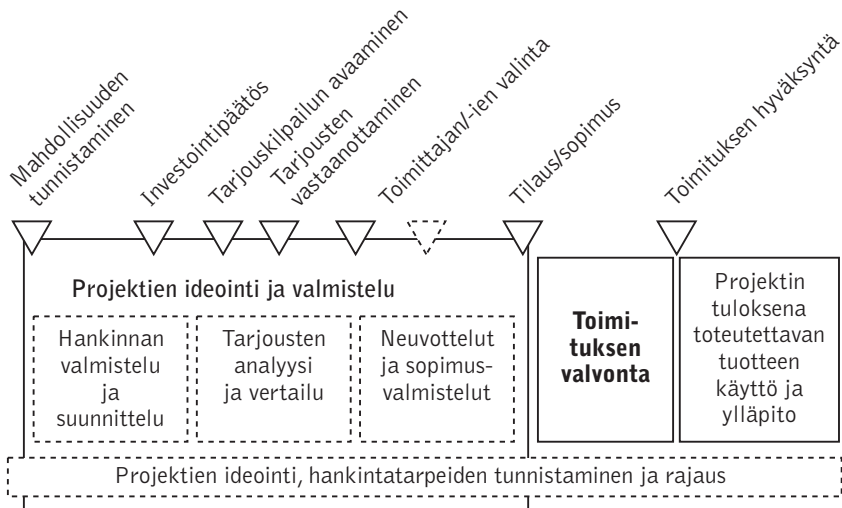 Mahdollisuuden
tunnistaminen
Investointipäätös
Tarjouskilpailun avaaminen
Tarjousten
vastaanottaminen
Toimittajan/-ien valinta
Tilaus/sopimus
Toimituksen hyväksyntä
Projektien ideointi ja valmistelu
Hankinnan
valmistelu
ja
suunnittelu
Tarjousten
analyysi
ja vertailu
Neuvottelut
ja sopimus-
valmistelut
Toimi-
tuksen
valvonta
Projektin
tuloksena
toteutettavan
tuotteen
käyttö ja
ylläpito
Projektien ideointi, hankintatarpeiden tunnistaminen ja rajaus